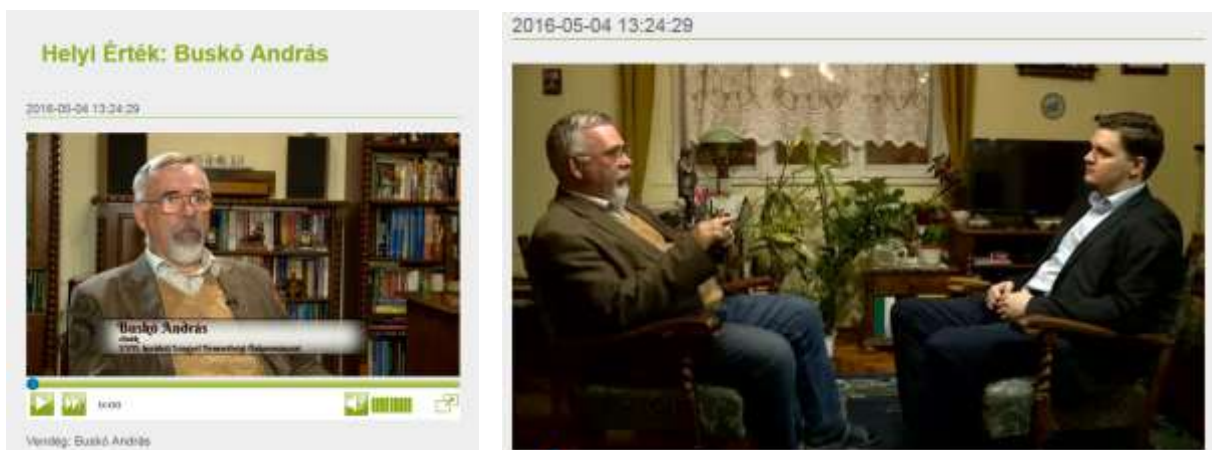 Helyi Érték: Buskó András
2016-05-04 13:24:29
Buskó András
elnök
Vendég: Buskó András
2016-05-04 13:24:29